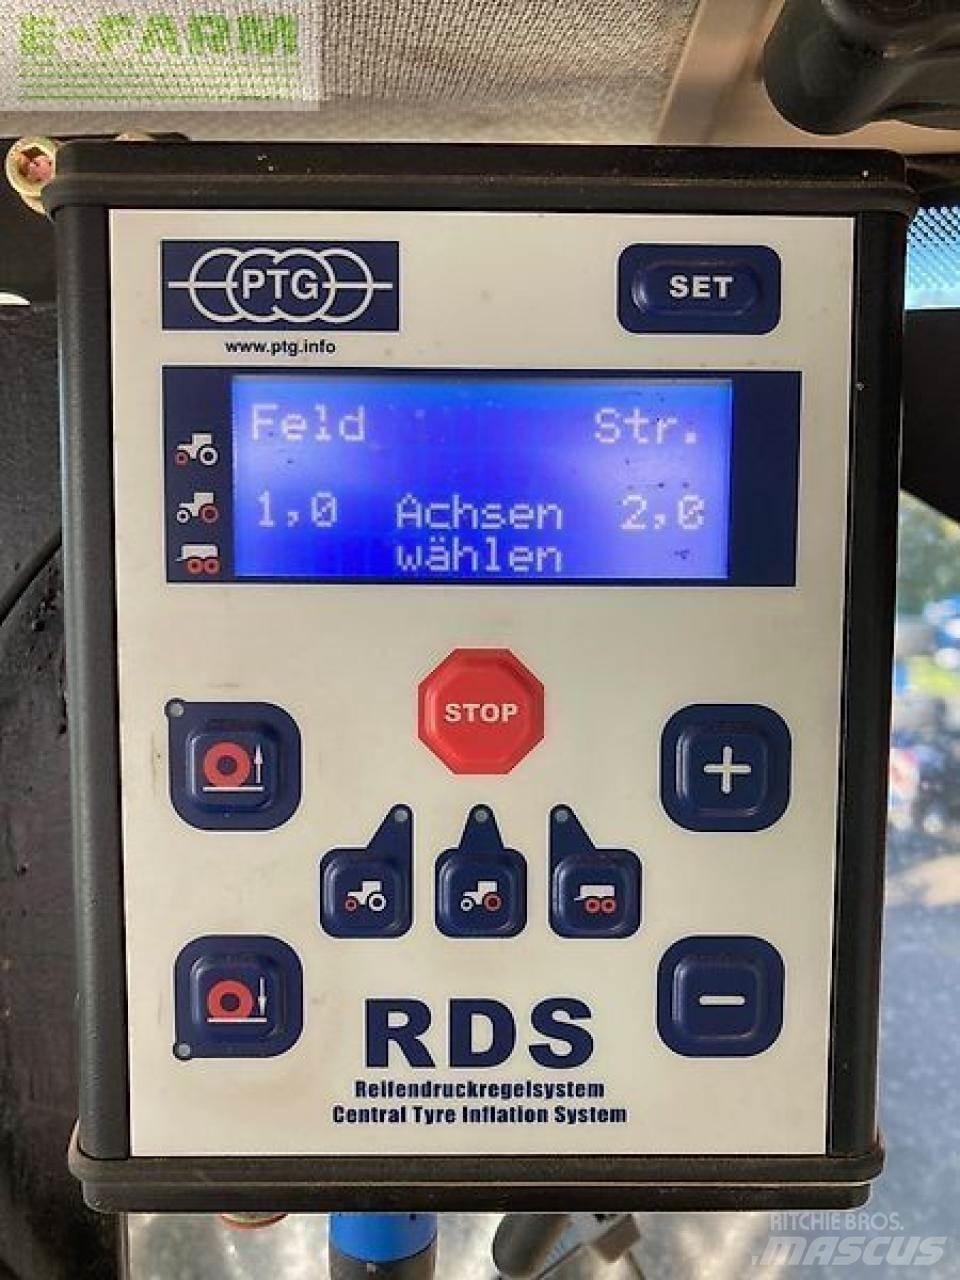 E-FARM
PTG
www.ptg.info
SET
Feld Str.
1,0 Achsen 2,0
wählen
STOP
RDS
Reifendruckregelsystem
Central Tyre Inflation System
RITCHIE BROS.
MASCUS